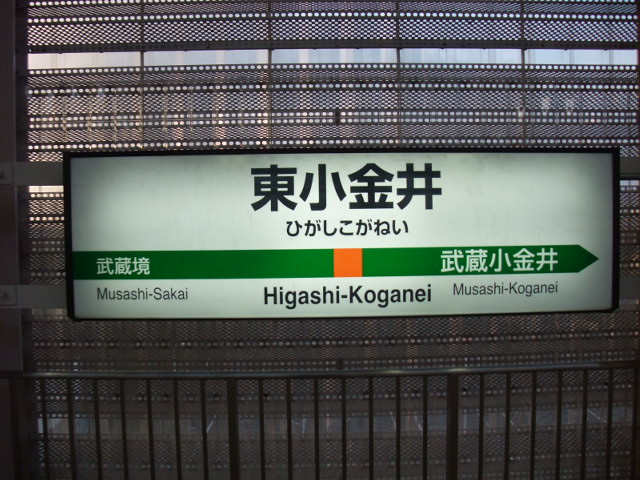 東小金井
ひがしこがねい
武蔵境
武蔵小金井
Musashi-Sakai
Higashi-Koganei
Musashi-Koganei